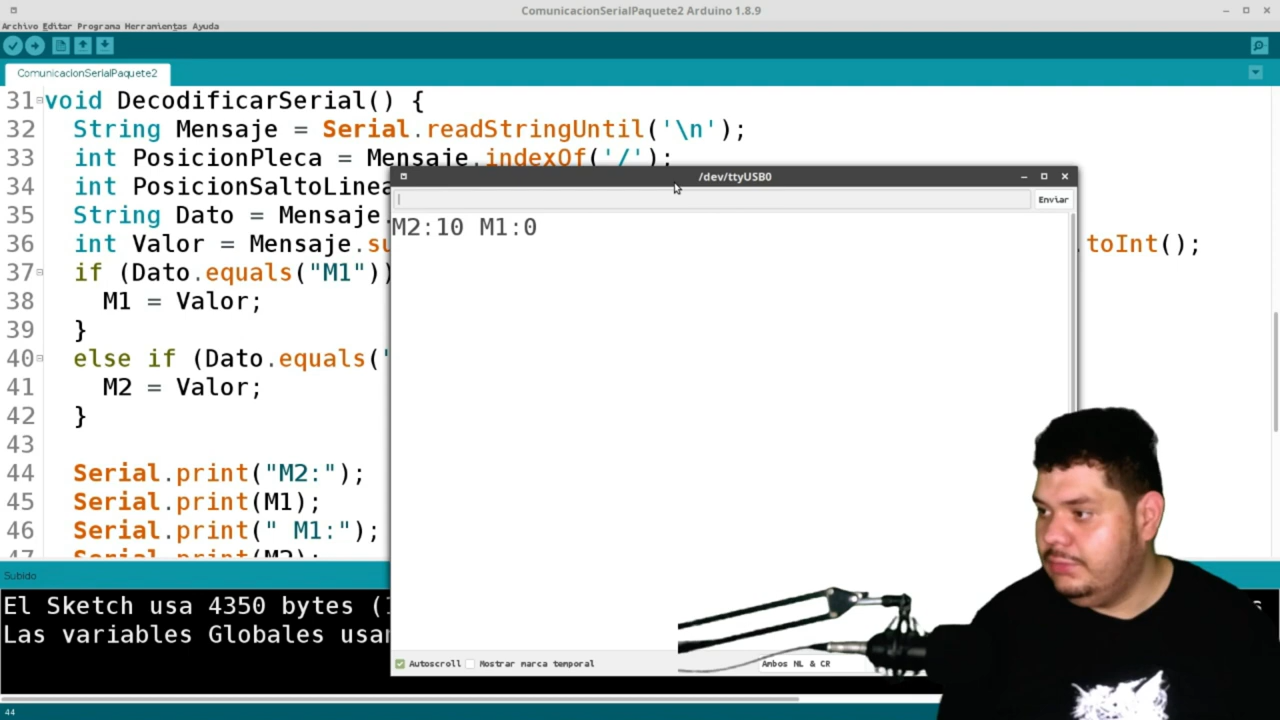 ComunicacionSerialPaquete2 Arduino 1.8.9
Archivo Editar Programa Herramientas Ayuda
ComunicacionSerialPaquete2
31 void DecodificarSerial() {
32 String Mensaje = Serial.readStringUntil('\n');
33 int PosicionPleca = Mensaje.indexOf('/');
34 int PosicionSaltoLinea
35 String Dato = Mensaje.
36 int Valor = Mensaje.su .toInt();
37 if (Dato.equals("M1"))
38 M1 = Valor;
39 }
40 else if (Dato.equals("
41 M2 = Valor;
42 }
43
44 Serial.print("M2:");
45 Serial.print(M1);
46 Serial.print(" M1:");
47 Serial.print(M2);
/dev/ttyUSB0
Enviar
M2:10 M1:0
Autoscroll Mostrar marca temporal Ambos NL & CR
Subido
El Sketch usa 4350 bytes (
Las variables Globales usan
44